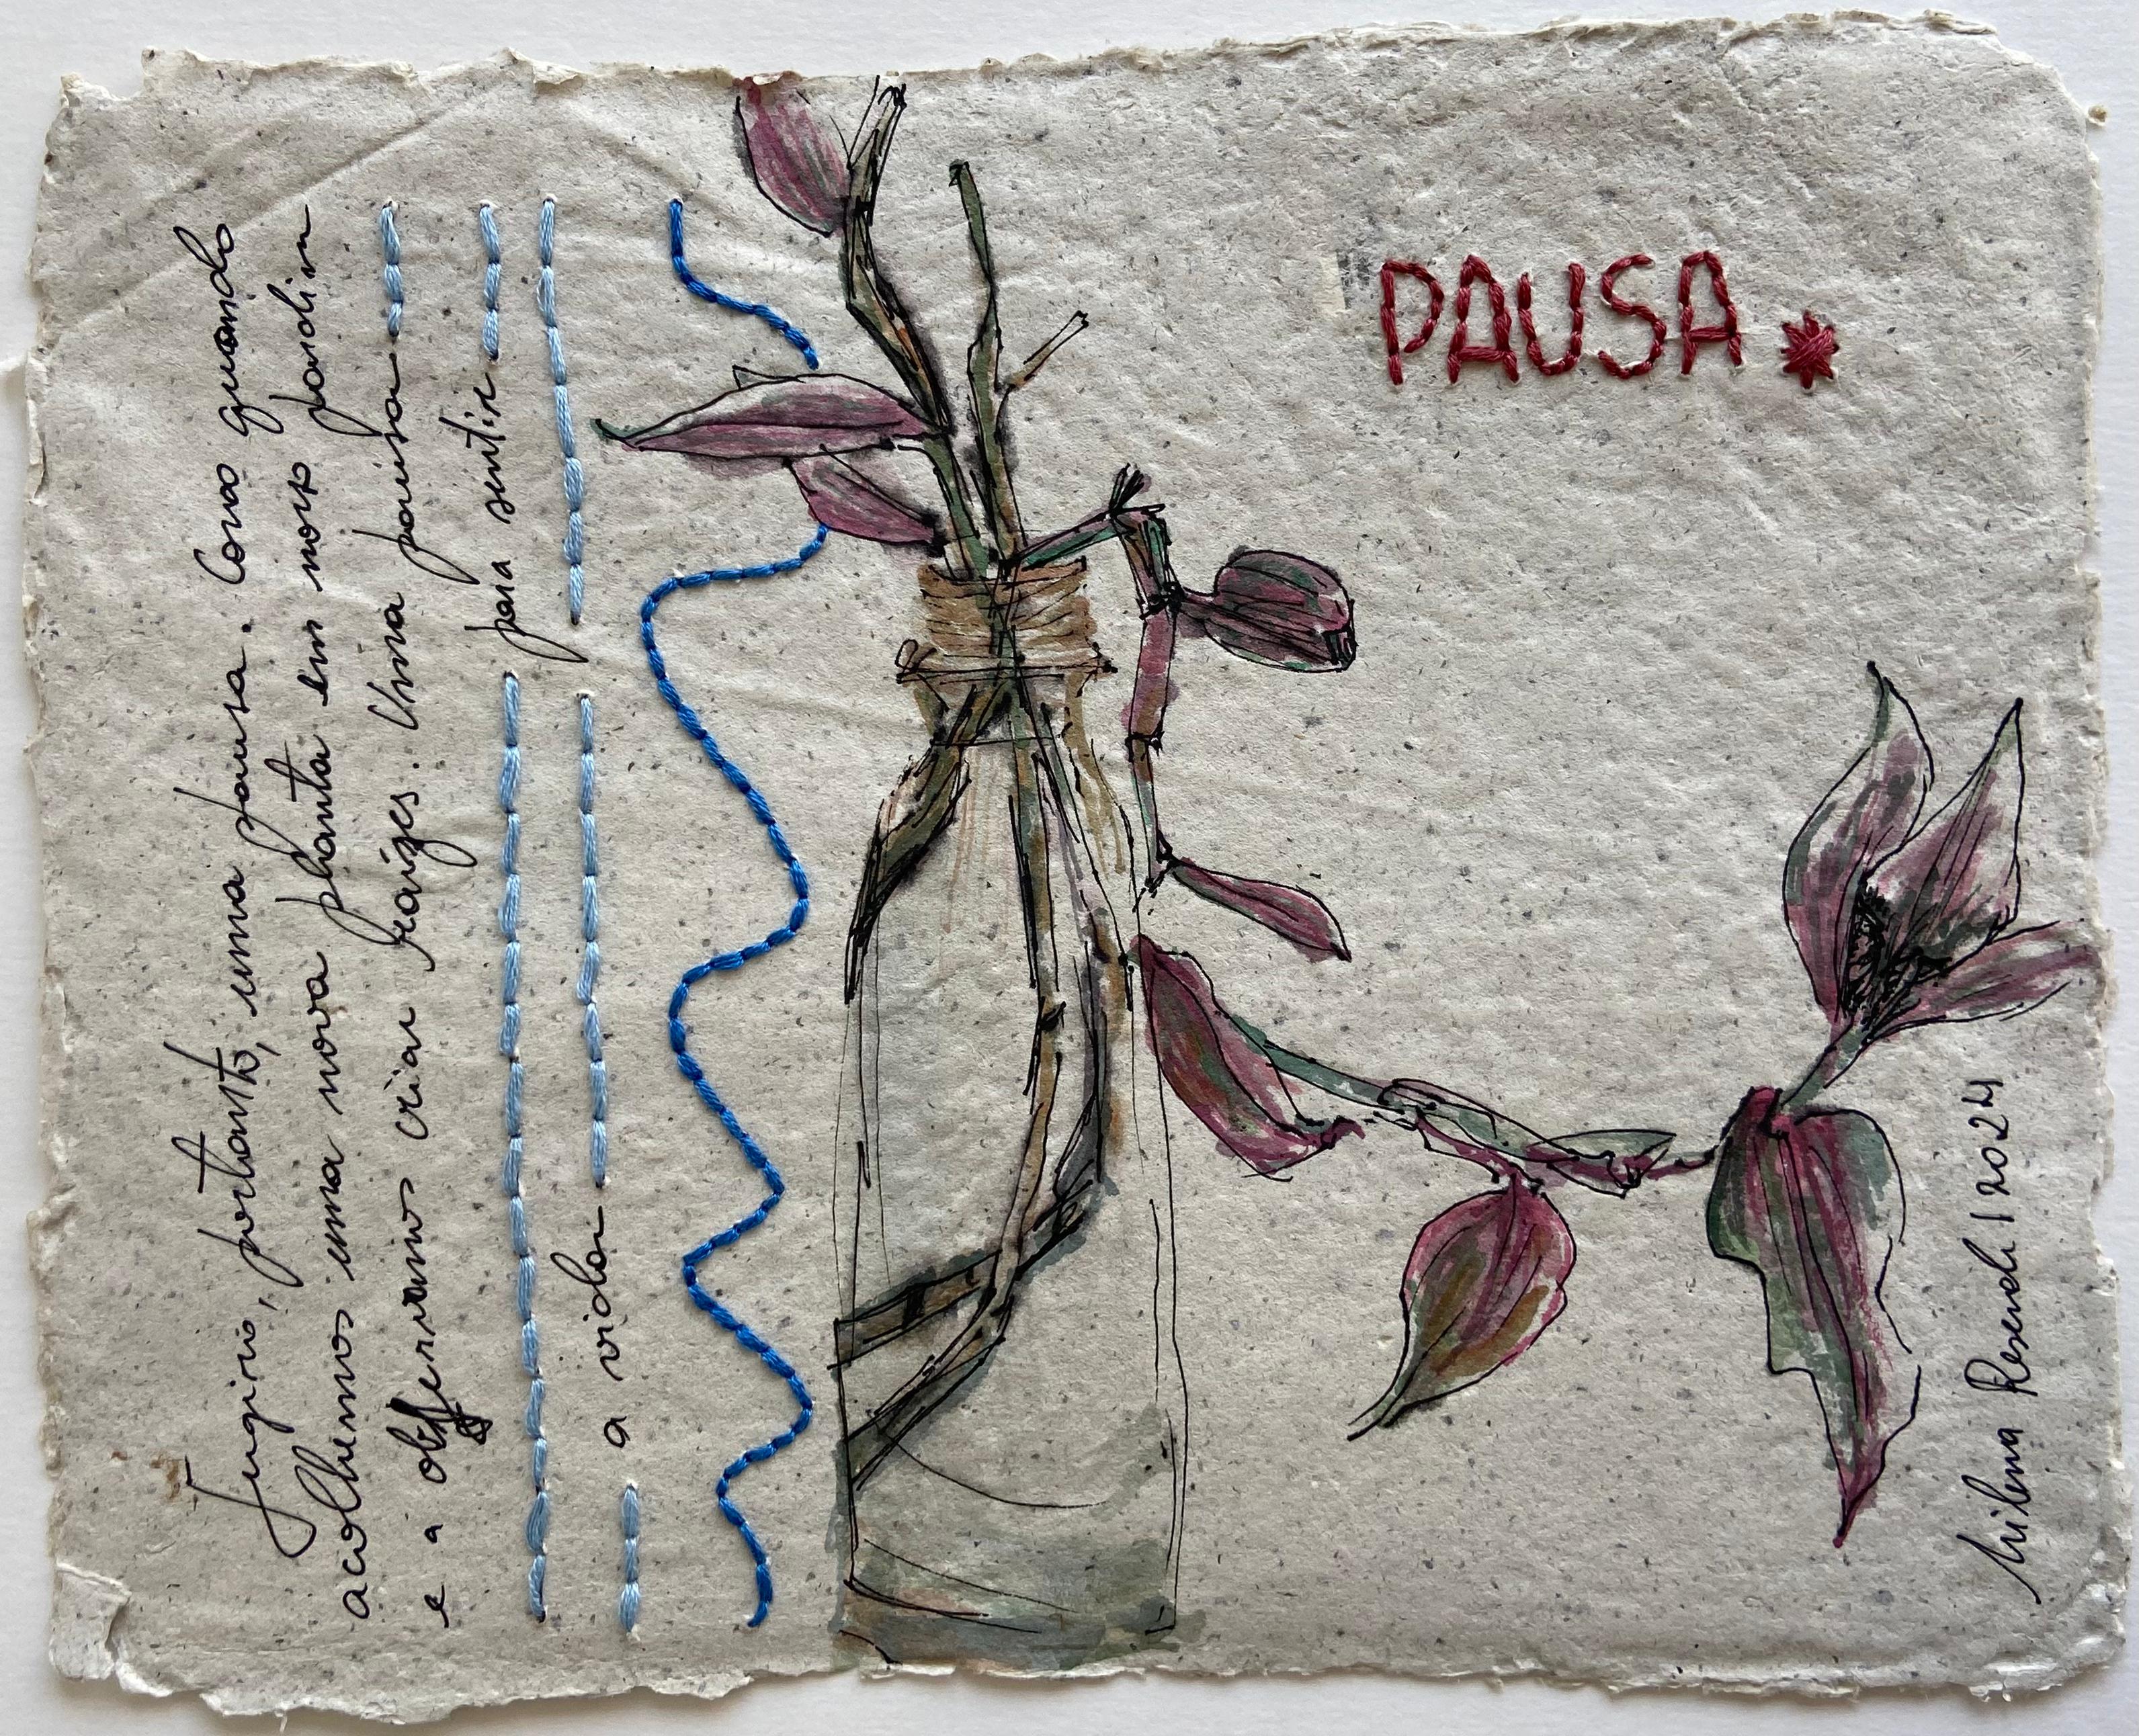 PAUSA*
Sugiro, portanto, uma pausa. Como quando
acolhemos uma nova planta em nosso jardim
e a observamos criar raízes. Uma pausa
para sentir
a vida
Milena Resende | 2024